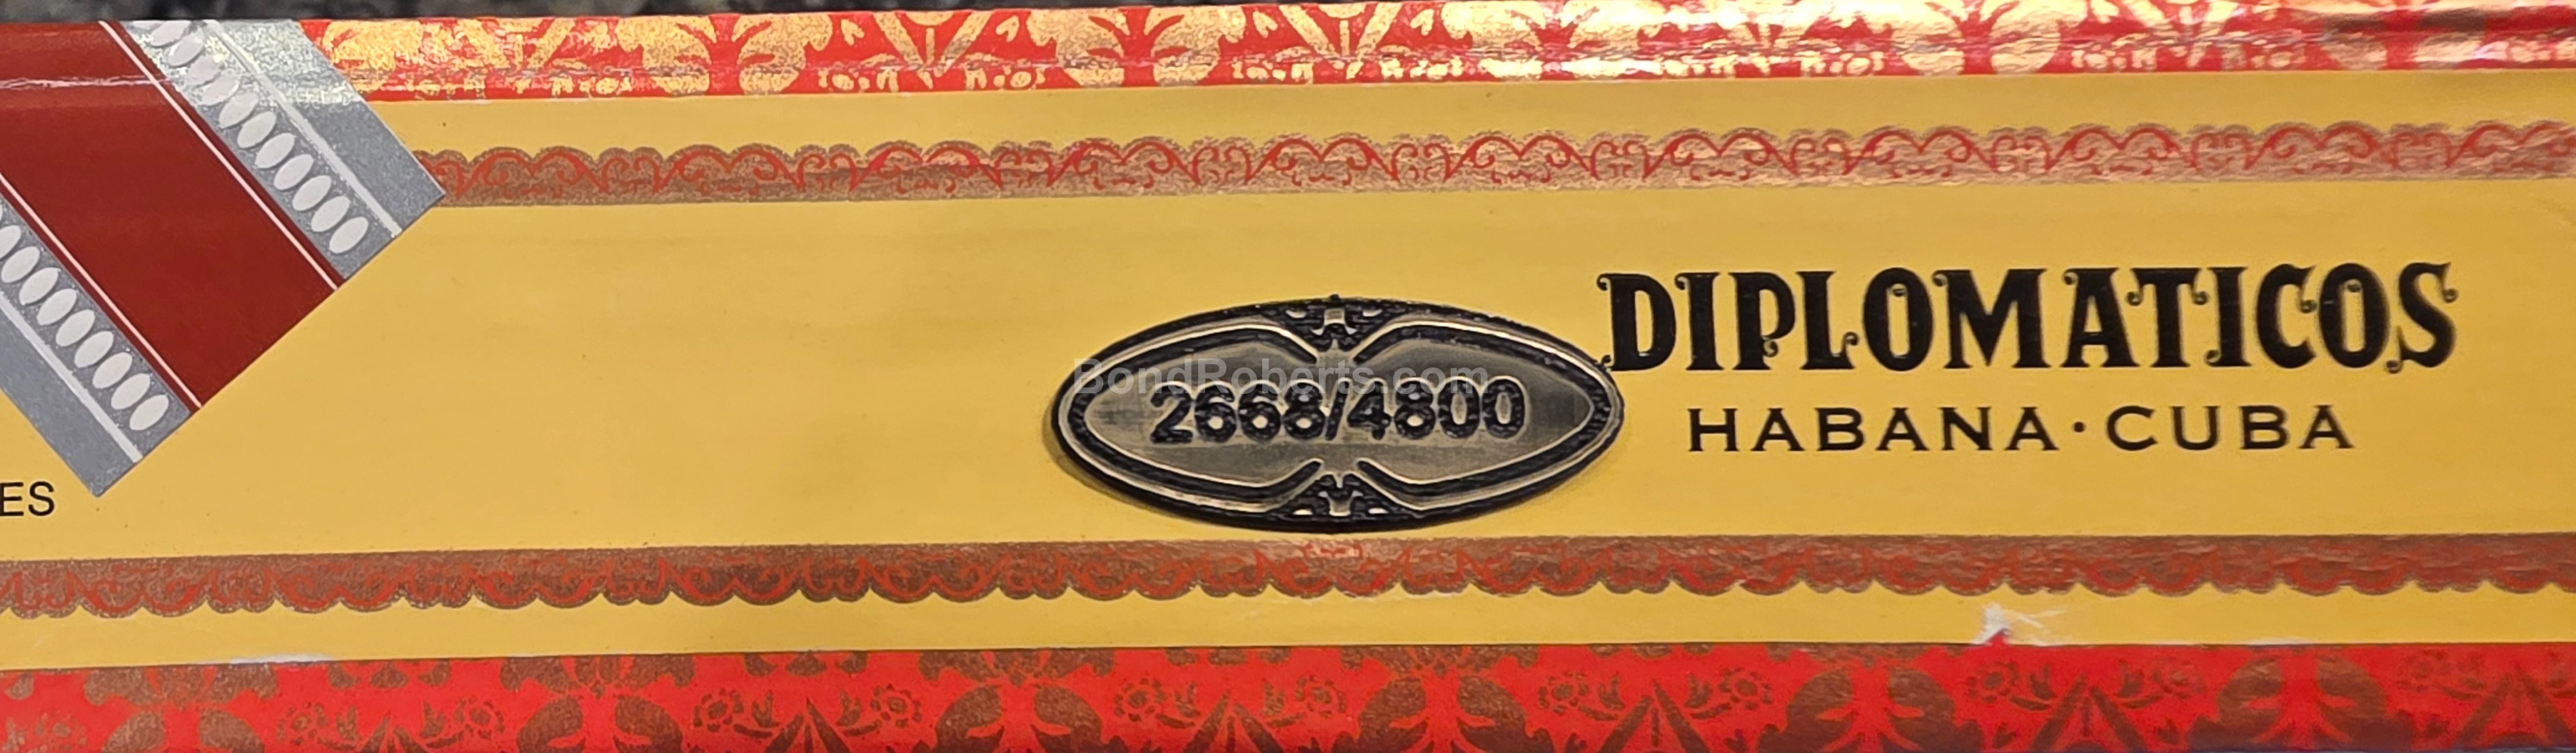 DIPLOMATICOS
HABANA·CUBA
BondRoberts.com
2668/4800
ES